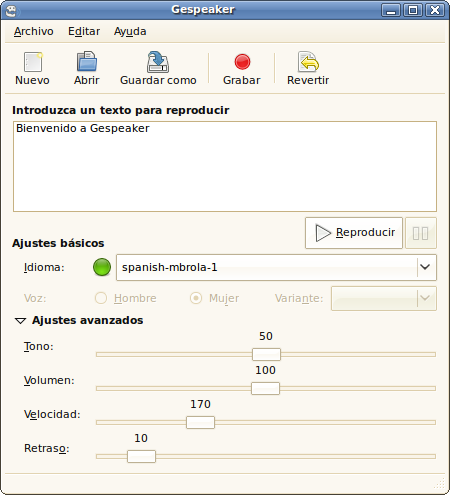 Gespeaker
Archivo Editar Ayuda
Nuevo Abrir Guardar como Grabar Revertir
Introduzca un texto para reproducir
Bienvenido a Gespeaker
Reproducir
Ajustes básicos
Idioma: spanish-mbrola-1
Voz: Hombre Mujer Variante:
Ajustes avanzados
50
Tono:
100
Volumen:
170
Velocidad:
10
Retraso: